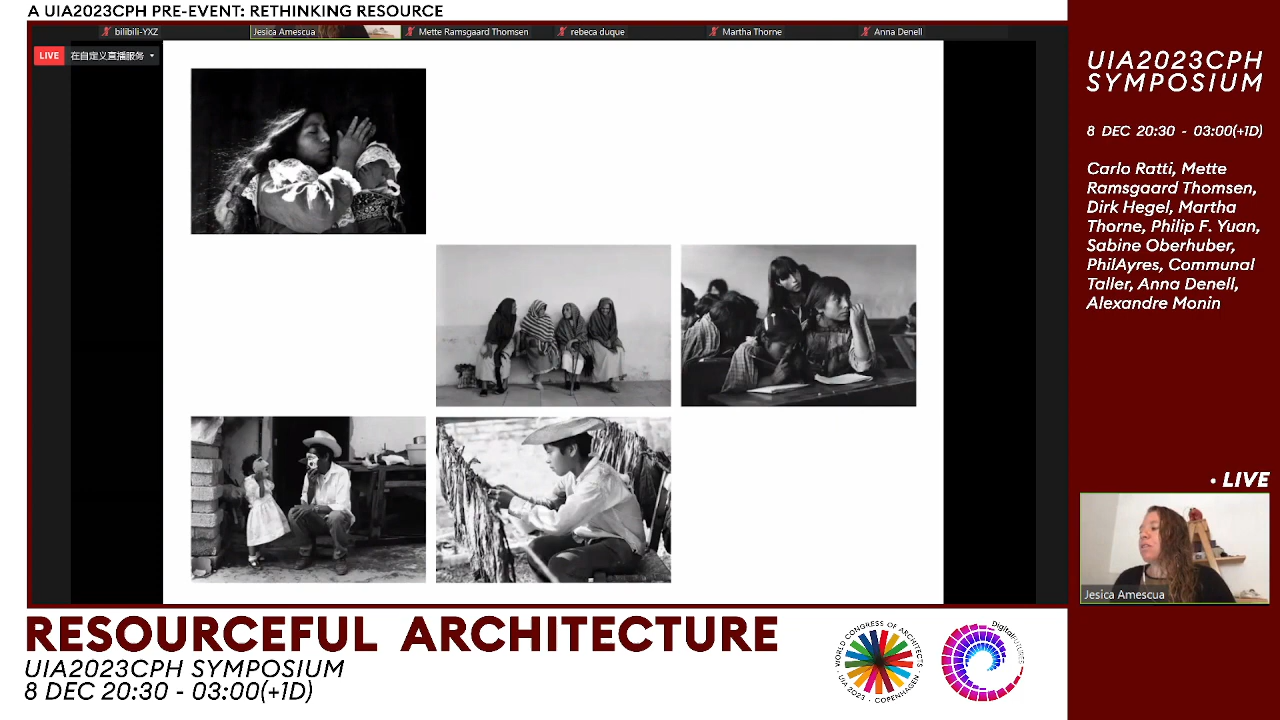 A UIA2023CPH PRE-EVENT: RETHINKING RESOURCE
bilibili-YXZ
Jesica Amescua
Mette Ramsgaard Thomsen
rebeca duque
Martha Thorne
Anna Denell
LIVE 在自定义直播服务
UIA2023CPH
SYMPOSIUM
8 DEC 20:30 - 03:00(+1D)
Carlo Ratti, Mette
Ramsgaard Thomsen,
Dirk Hegel, Martha
Thorne, Philip F. Yuan,
Sabine Oberhuber,
PhilAyres, Communal
Taller, Anna Denell,
Alexandre Monin
• LIVE
Jesica Amescua
RESOURCEFUL ARCHITECTURE
UIA2023CPH SYMPOSIUM
8 DEC 20:30 - 03:00(+1D)
WORLD CONGRESS OF ARCHITECTS
UIA 2023 COPENHAGEN
DigitalFUTURES